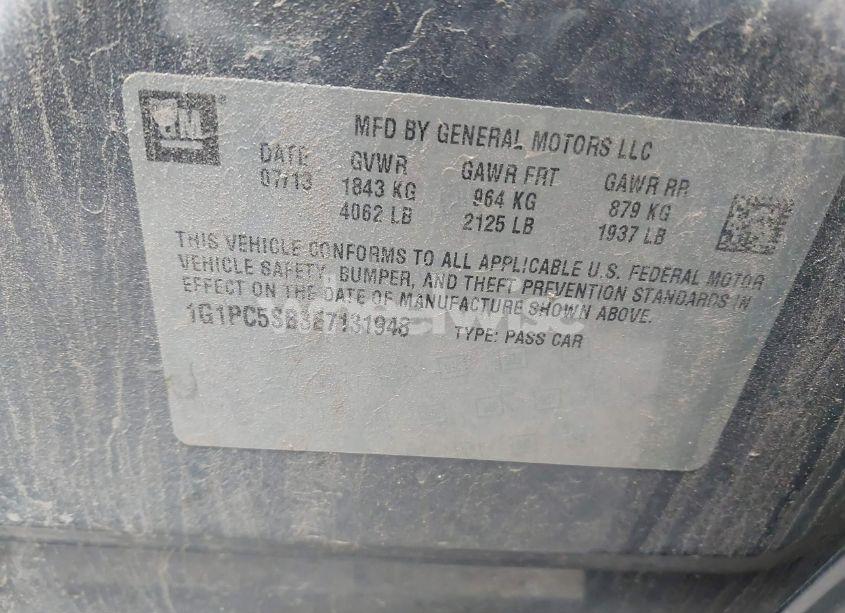 GM
MFD BY GENERAL MOTORS LLC
DATE GVWR GAWR FRT GAWR RR
07/13 1843 KG 964 KG 879 KG
4062 LB 2125 LB 1937 LB
THIS VEHICLE CONFORMS TO ALL APPLICABLE U.S. FEDERAL MOTOR
VEHICLE SAFETY, BUMPER, AND THEFT PREVENTION STANDARDS IN
EFFECT ON THE DATE OF MANUFACTURE SHOWN ABOVE.
1G1PC5SB3E7131948 TYPE: PASS CAR